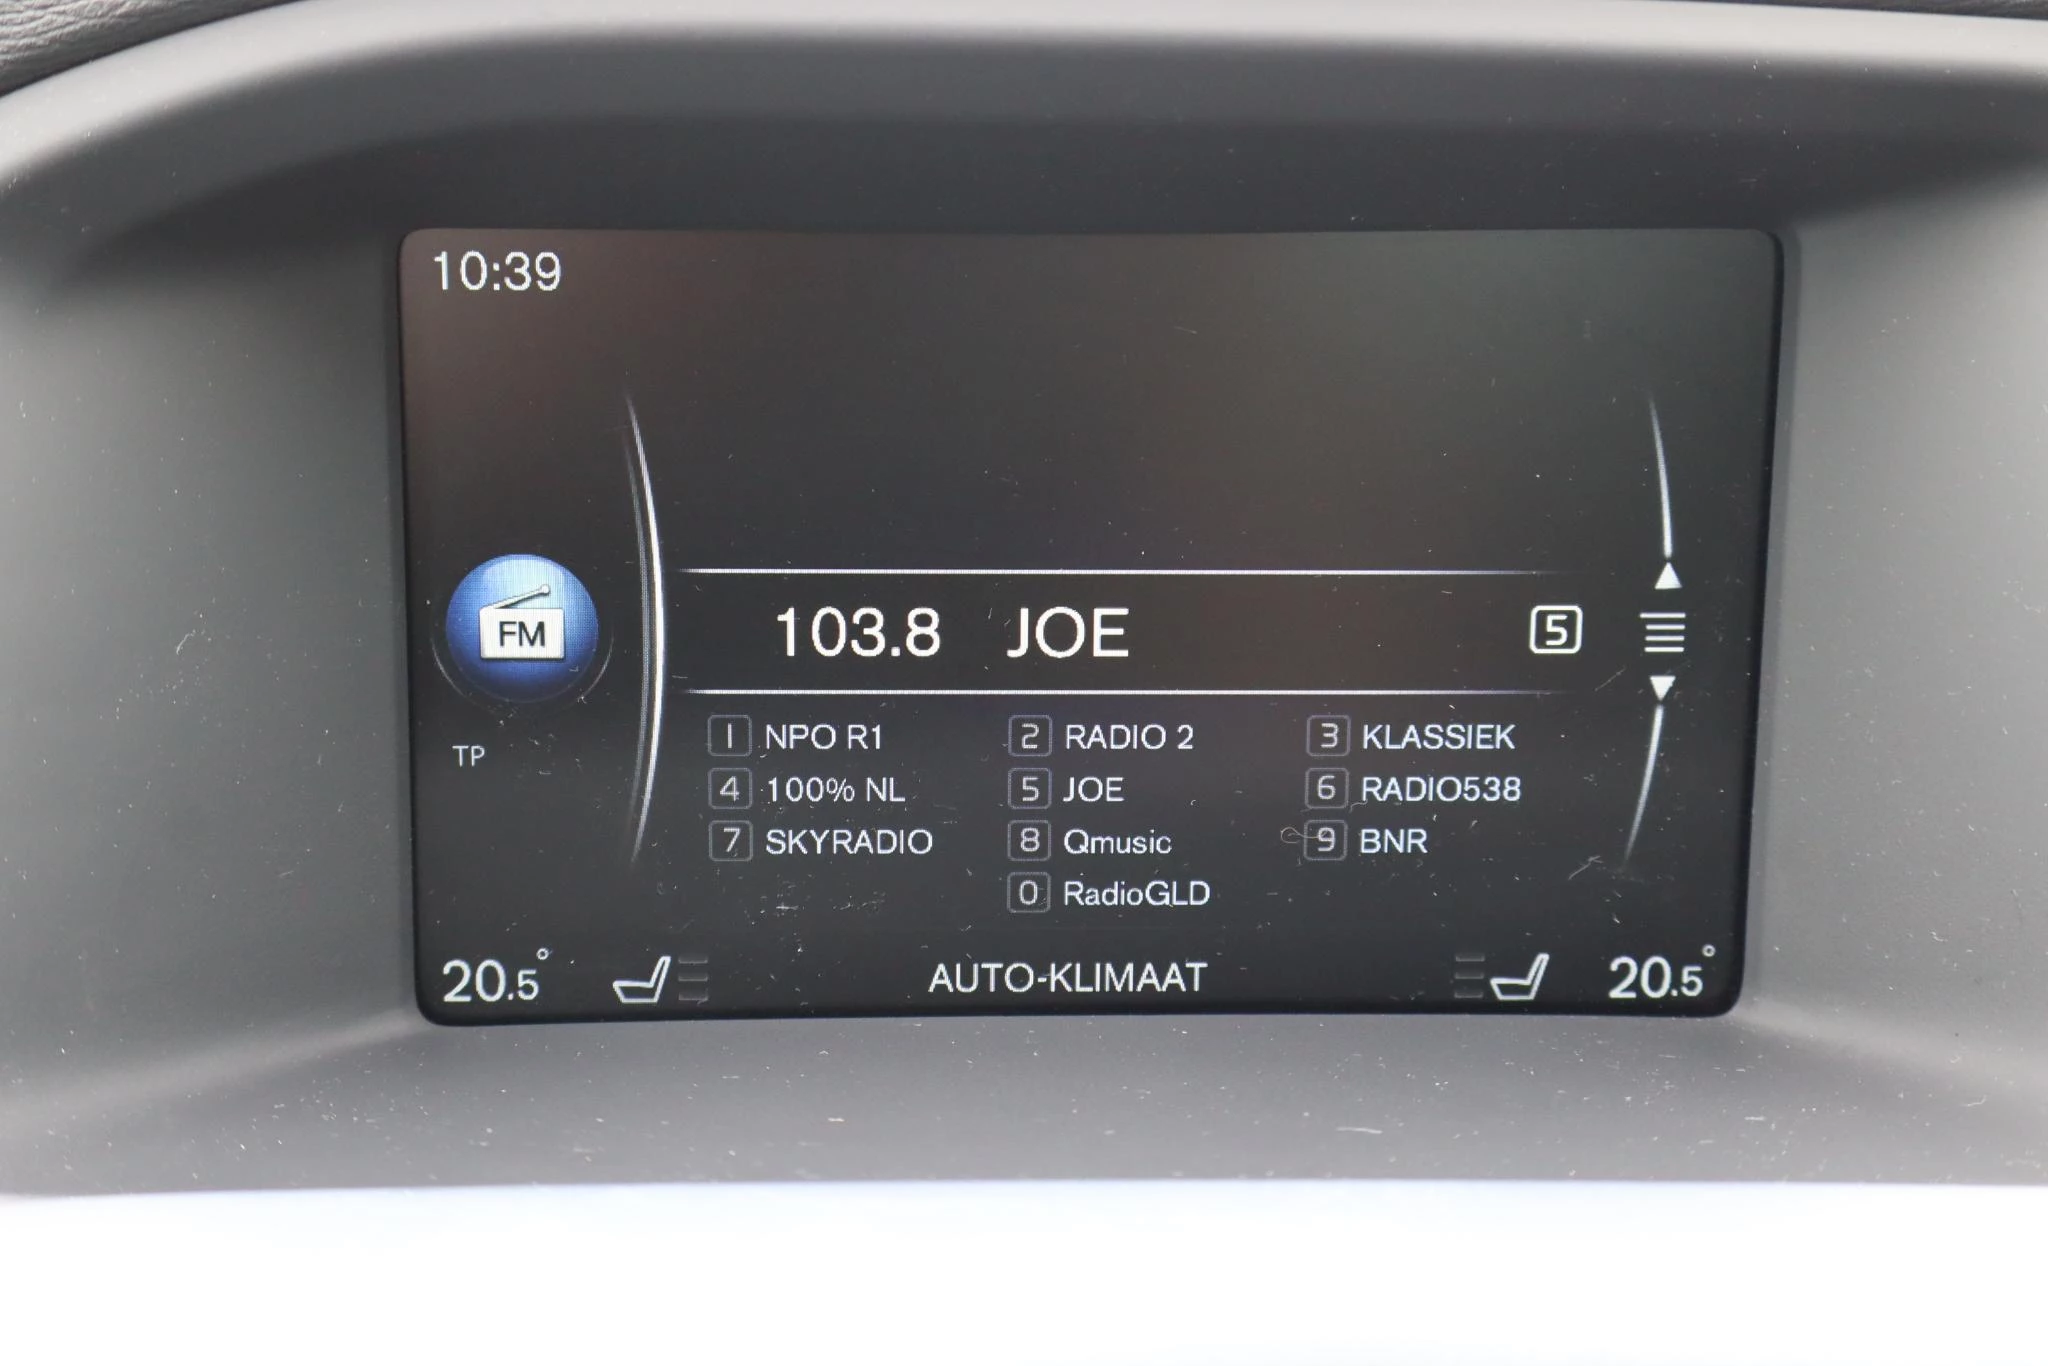 10:39
FM
103.8 JOE 5
TP
1 NPO R1 2 RADIO 2 3 KLASSIEK
4 100% NL 5 JOE 6 RADIO538
7 SKYRADIO 8 Qmusic 9 BNR
0 RadioGLD
20.5° AUTO-KLIMAAT 20.5°